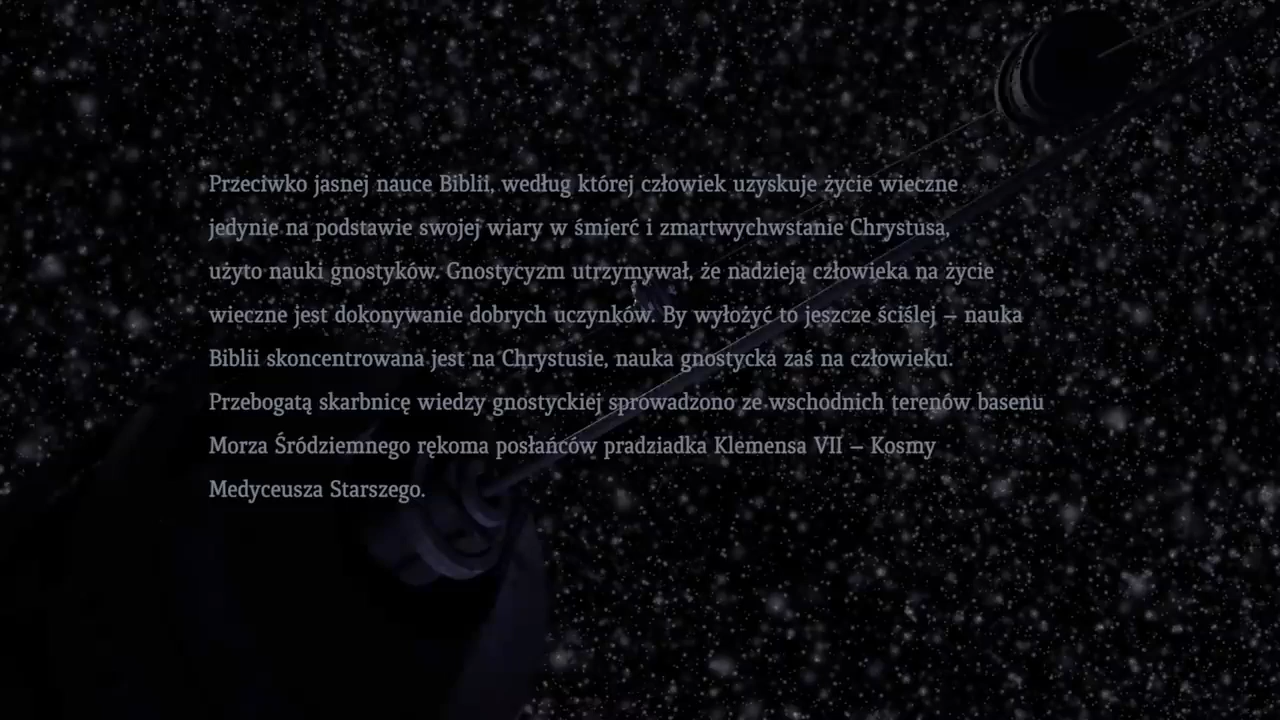 Przeciwko jasnej nauce Biblii, według której człowiek uzyskuje życie wieczne
jedynie na podstawie swojej wiary w śmierć i zmartwychwstanie Chrystusa,
użyto nauki gnostyków. Gnostycyzm utrzymywał, że nadzieją człowieka na życie
wieczne jest dokonywanie dobrych uczynków. By wyłożyć to jeszcze ściślej – nauka
Biblii skoncentrowana jest na Chrystusie, nauka gnostycka zaś na człowieku.
Przebogatą skarbnicę wiedzy gnostyckiej sprowadzono ze wschodnich terenów basenu
Morza Śródziemnego rękoma posłańców pradziadka Klemensa VII – Kosmy
Medyceusza Starszego.